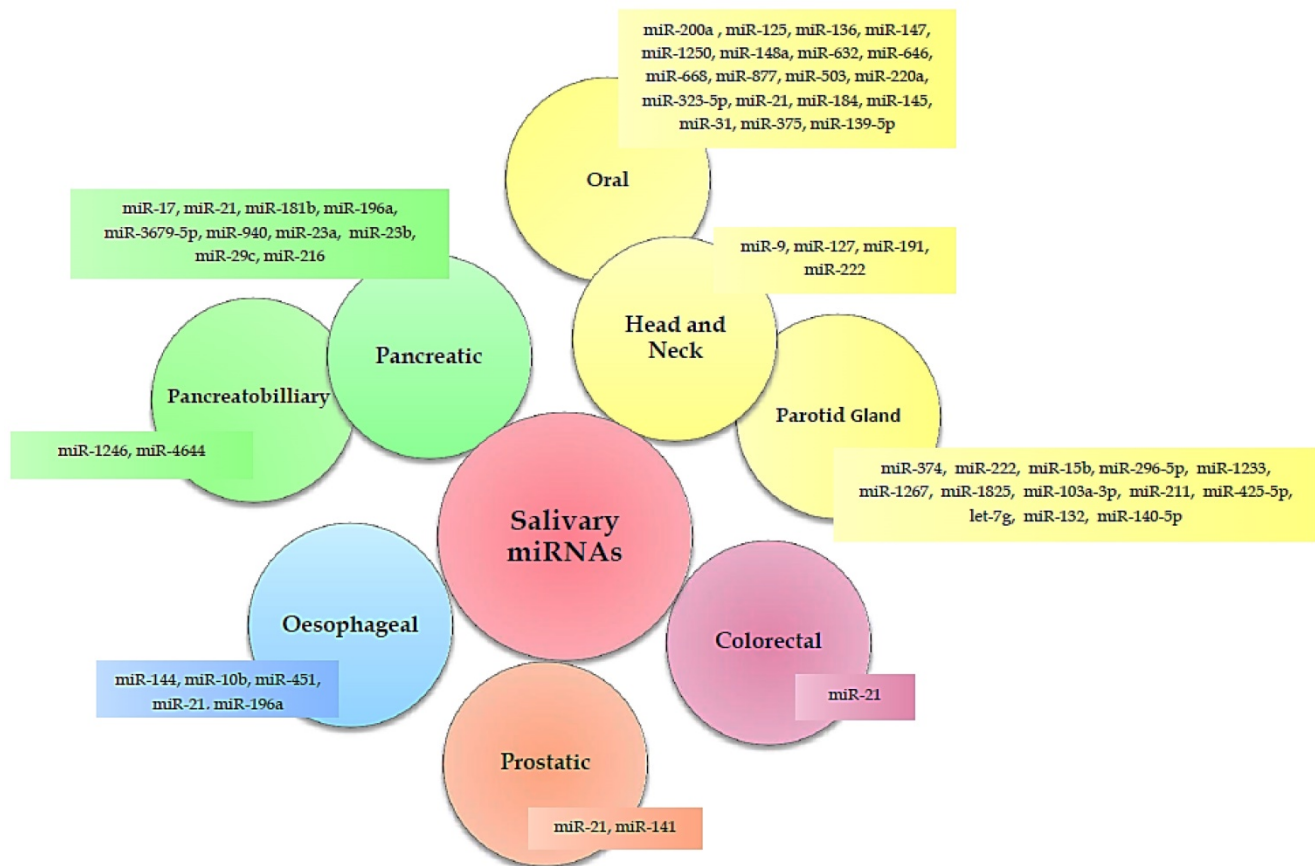 miR-200a , miR-125, miR-136, miR-147,
miR-1250, miR-148a, miR-632, miR-646,
miR-668, miR-877, miR-503, miR-220a,
miR-323-5p, miR-21, miR-184, miR-145,
miR-31, miR-375, miR-139-5p
Oral
miR-17, miR-21, miR-181b, miR-196a,
miR-3679-5p, miR-940, miR-23a, miR-23b,
miR-29c, miR-216
miR-9, miR-127, miR-191,
miR-222
Head and
Neck
Pancreatic
Pancreatobilliary
Parotid Gland
miR-1246, miR-4644
miR-374, miR-222, miR-15b, miR-296-5p, miR-1233,
miR-1267, miR-1825, miR-103a-3p, miR-211, miR-425-5p,
let-7g, miR-132, miR-140-5p
Salivary
miRNAs
Oesophageal
Colorectal
miR-144, miR-10b, miR-451,
miR-21, miR-196a
miR-21
Prostatic
miR-21, miR-141